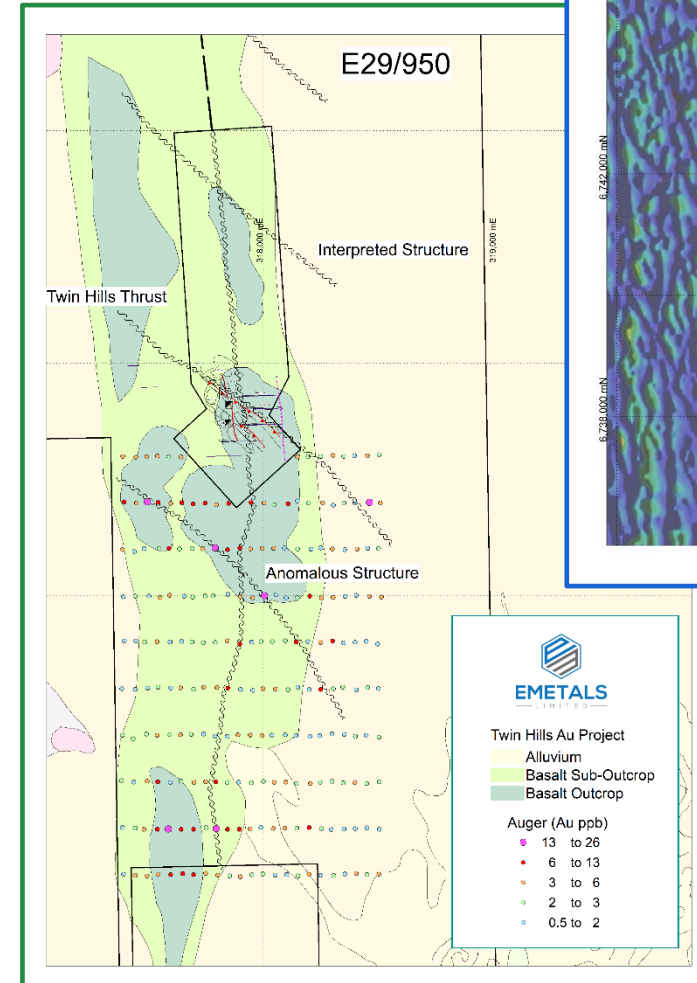 E29/950
6,742,000 mN
318,000 mE
319,000 mE
Interpreted Structure
Twin Hills Thrust
6,738,000 mN
Anomalous Structure
EMETALS
LIMITED
Twin Hills Au Project
Alluvium
Basalt Sub-Outcrop
Basalt Outcrop
Auger (Au ppb)
13 to 26
6 to 13
3 to 6
2 to 3
0.5 to 2